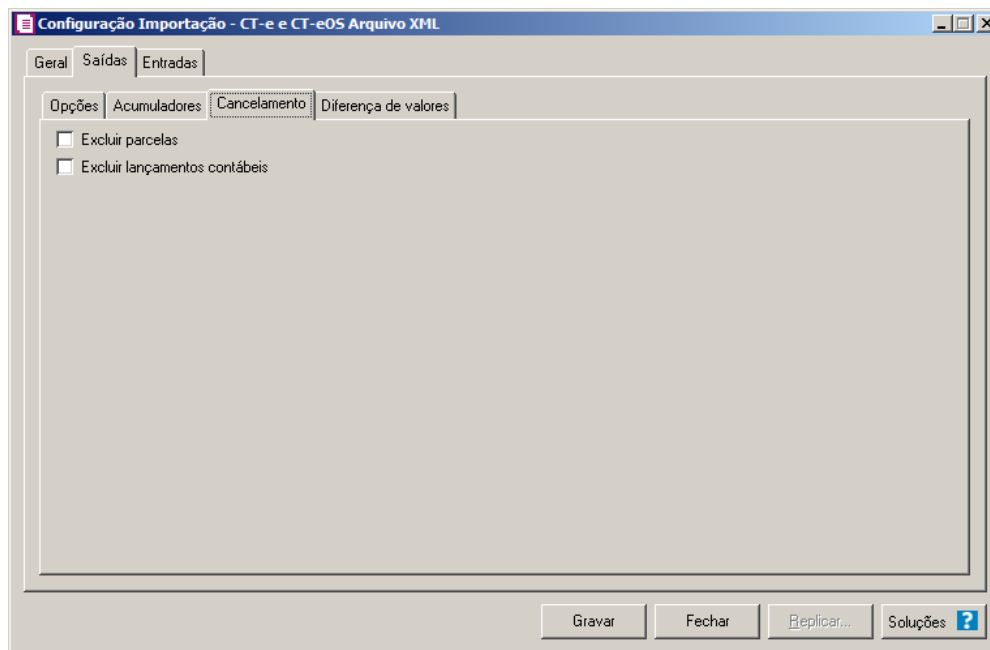 Configuração Importação - CT-e e CT-eOS Arquivo XML
Geral Saídas Entradas
Opções Acumuladores Cancelamento Diferença de valores
Excluir parcelas
Excluir lançamentos contábeis
Gravar Fechar Replicar... Soluções ?